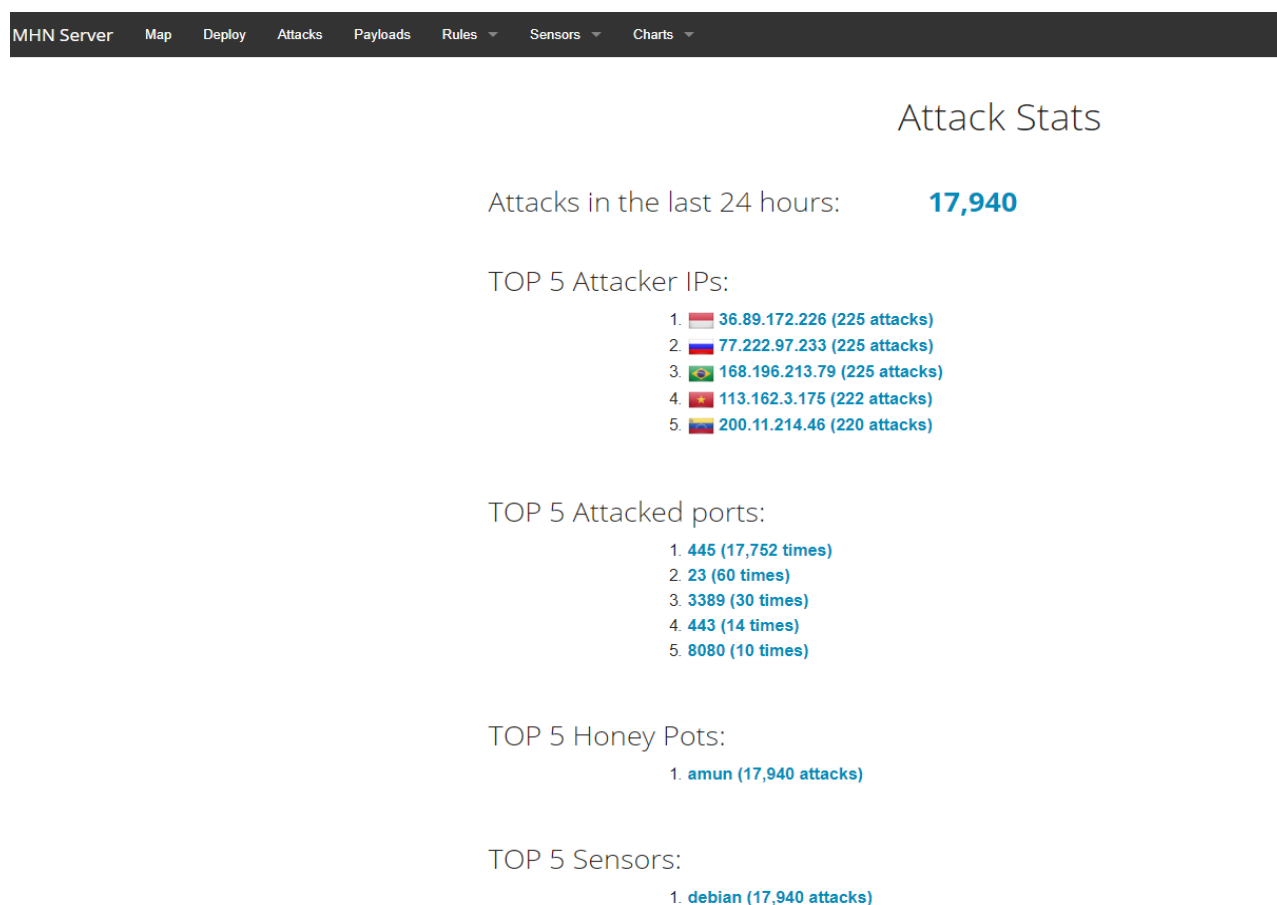 MHN Server Map Deploy Attacks Payloads Rules Sensors Charts
Attack Stats
Attacks in the last 24 hours: 17,940
TOP 5 Attacker IPs:
1. 36.89.172.226 (225 attacks)
2. 77.222.97.233 (225 attacks)
3. 168.196.213.79 (225 attacks)
4. 113.162.3.175 (222 attacks)
5. 200.11.214.46 (220 attacks)
TOP 5 Attacked ports:
1. 445 (17,752 times)
2. 23 (60 times)
3. 3389 (30 times)
4. 443 (14 times)
5. 8080 (10 times)
TOP 5 Honey Pots:
1. amun (17,940 attacks)
TOP 5 Sensors:
1. debian (17,940 attacks)